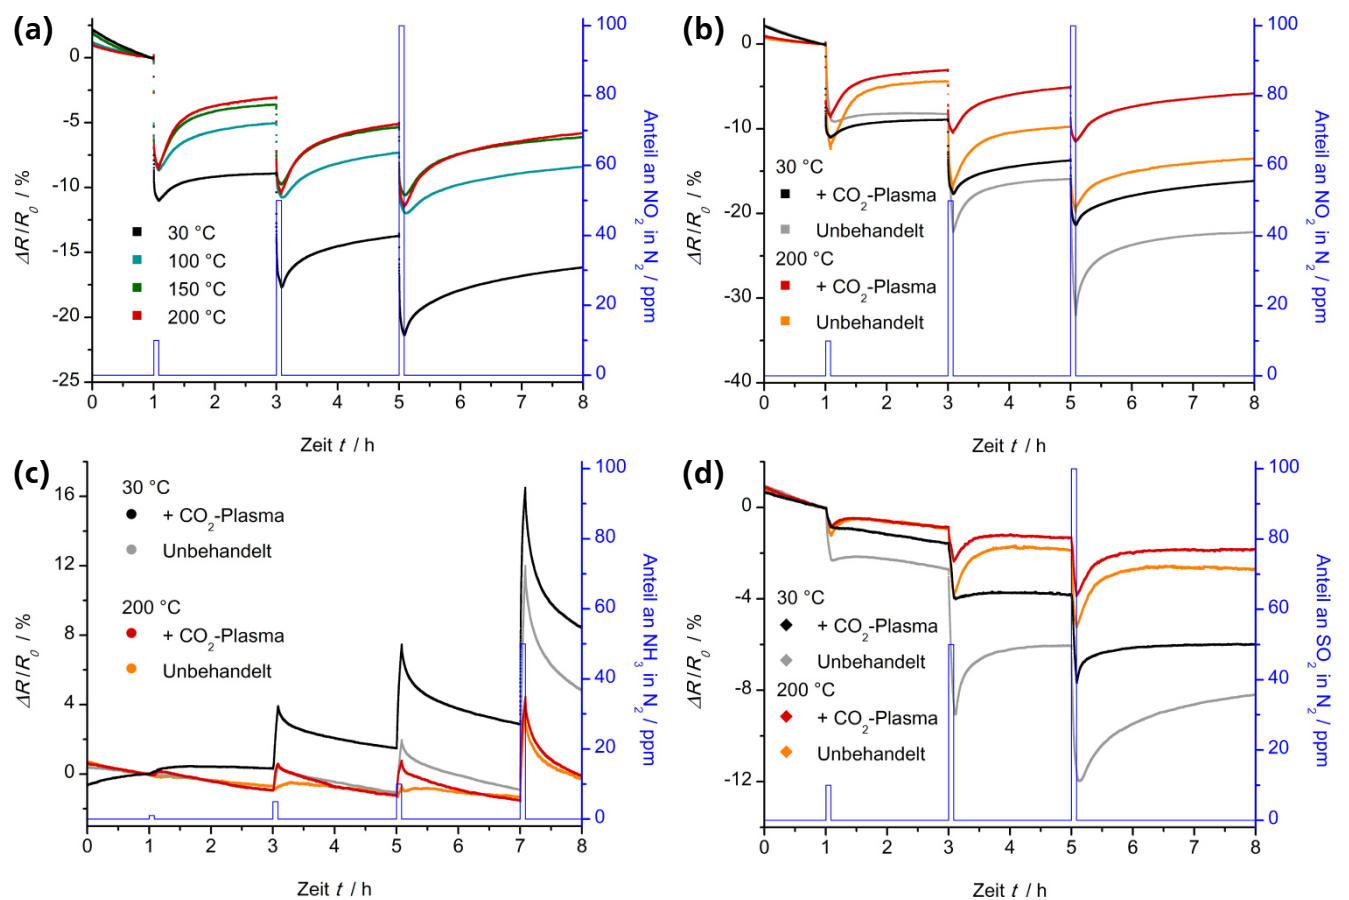 (a)
0
-5
-10
-15
-20
-25
ΔR/R0 / %
30 °C
100 °C
150 °C
200 °C
0 1 2 3 4 5 6 7 8
Zeit t / h
100
80
60
40
20
0
Anteil an NO2 in N2 / ppm
(b)
0
-10
-20
-30
-40
ΔR/R0 / %
30 °C
+ CO2-Plasma
Unbehandelt
200 °C
+ CO2-Plasma
Unbehandelt
0 1 2 3 4 5 6 7 8
Zeit t / h
100
80
60
40
20
0
Anteil an NO2 in N2 / ppm
(c)
16
12
8
4
0
ΔR/R0 / %
30 °C
+ CO2-Plasma
Unbehandelt
200 °C
+ CO2-Plasma
Unbehandelt
0 1 2 3 4 5 6 7 8
Zeit t / h
100
80
60
40
20
0
Anteil an NH3 in N2 / ppm
(d)
0
-4
-8
-12
ΔR/R0 / %
30 °C
+ CO2-Plasma
Unbehandelt
200 °C
+ CO2-Plasma
Unbehandelt
0 1 2 3 4 5 6 7 8
Zeit t / h
100
80
60
40
20
0
Anteil an SO2 in N2 / ppm